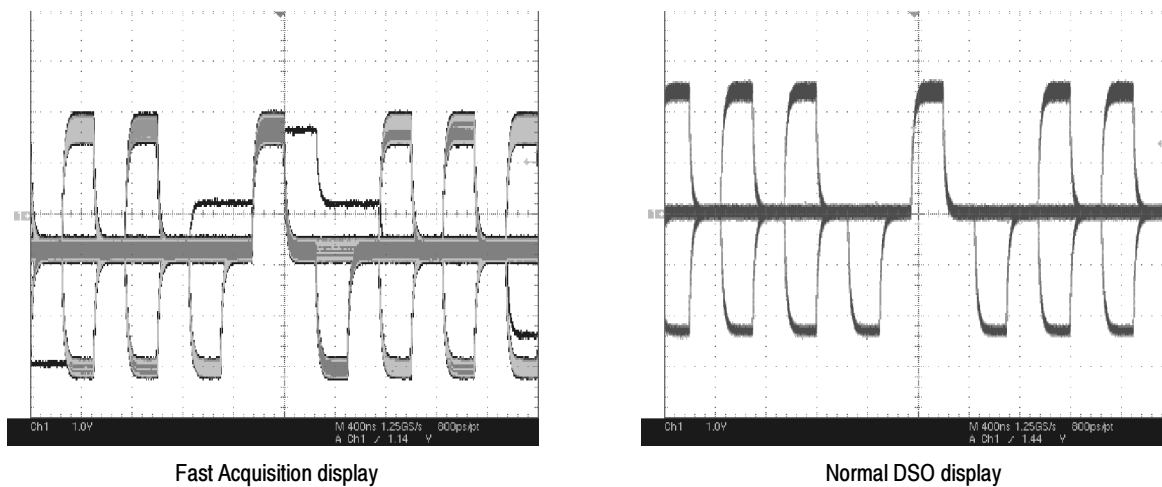 Ch1 1.0V M 400ns 1.25GS/s 800ps/pt
A Ch1 ∕ 1.14 V
Fast Acquisition display
Ch1 1.0V M 400ns 1.25GS/s 800ps/pt
A Ch1 ∕ 1.44 V
Normal DSO display